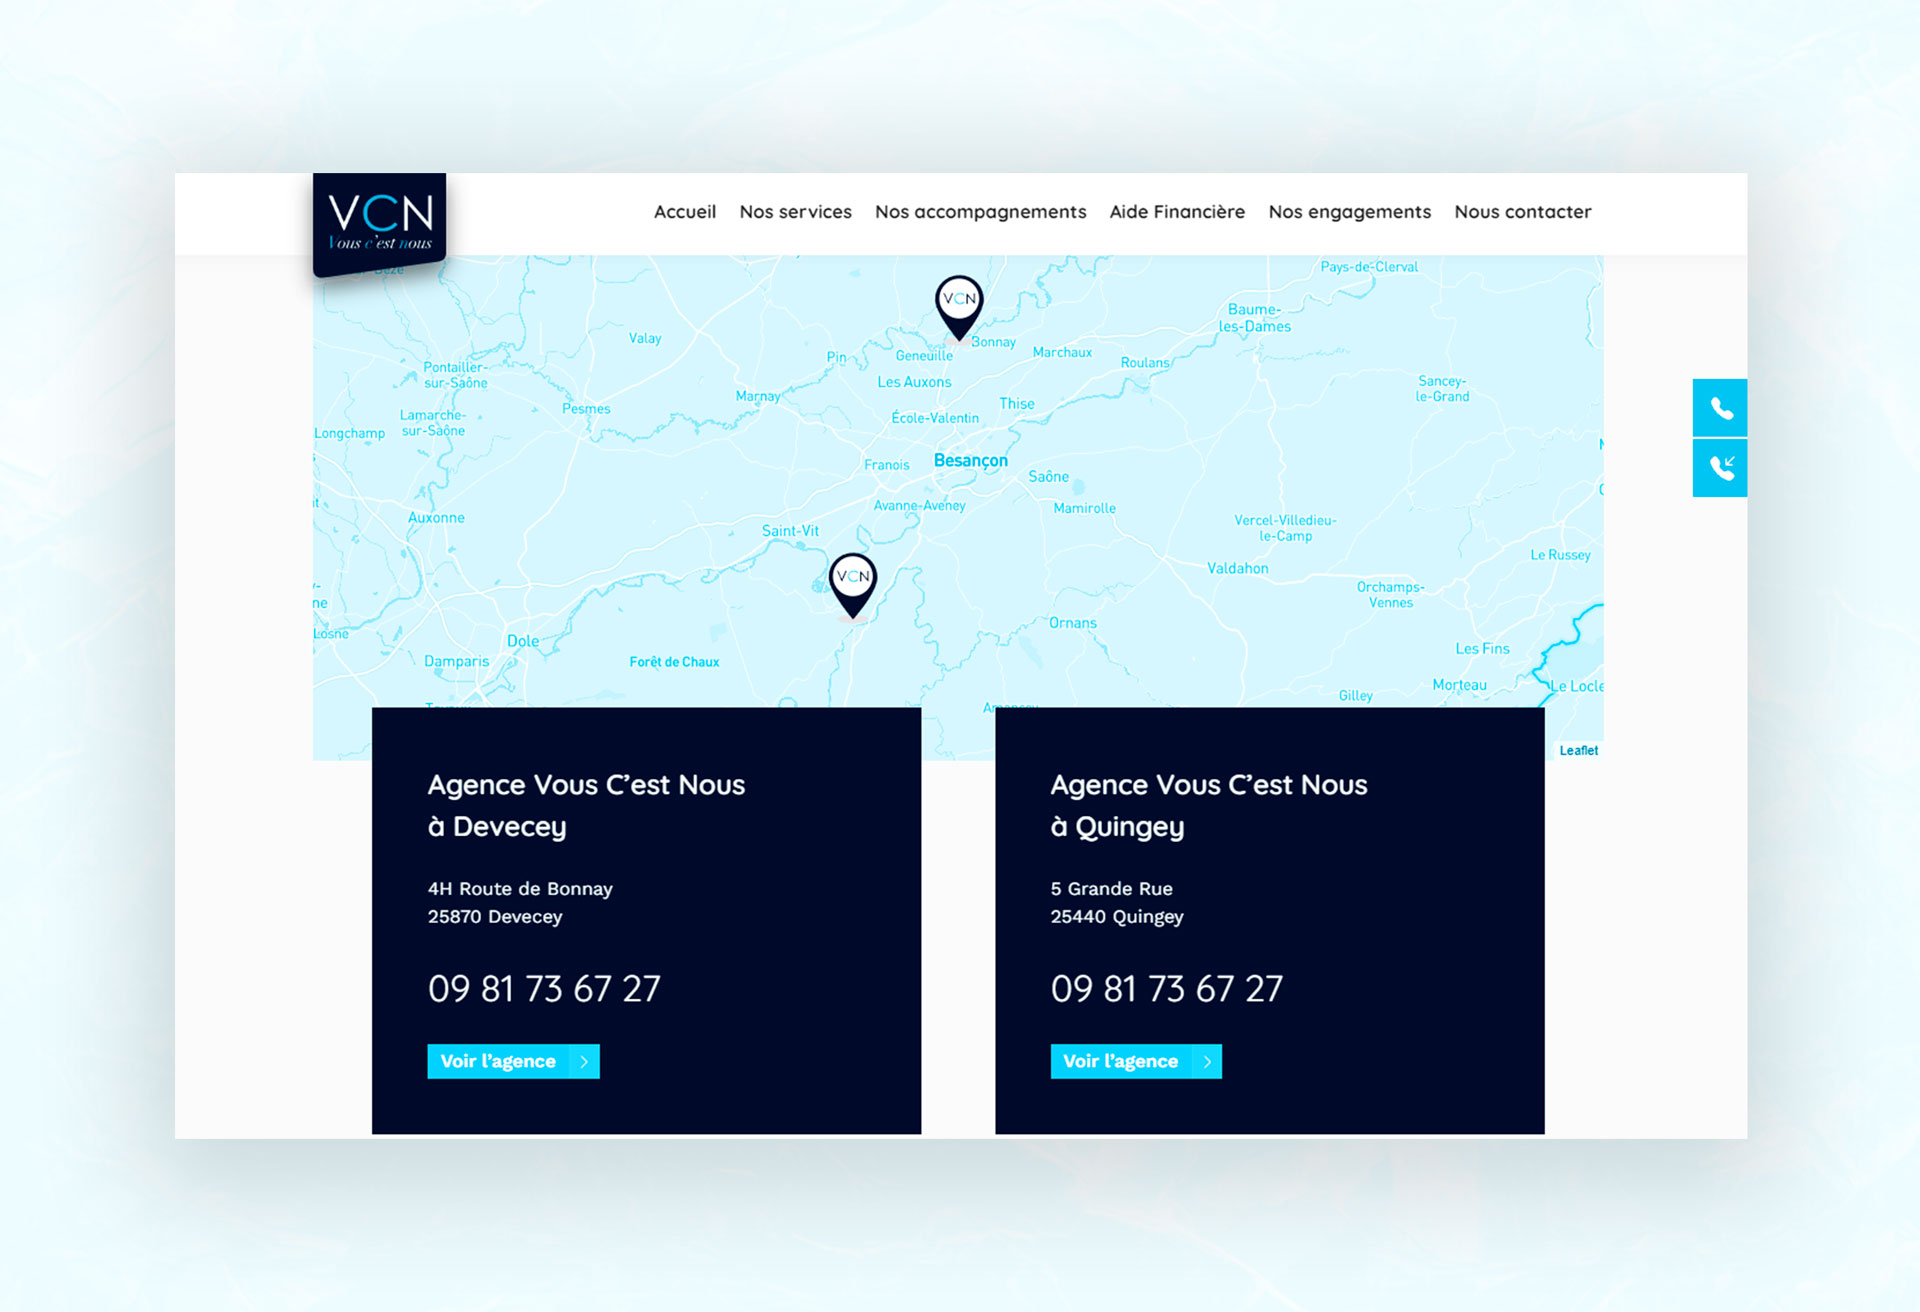 VCN
Vous c'est nous
Accueil
Nos services
Nos accompagnements
Aide Financière
Nos engagements
Nous contacter
Bèze
Pays-de-Clerval
VCN
Baume-
les-Dames
Valay
Bonnay
Pin
Geneuille
Marchaux
Roulans
Pontailler-
sur-Saône
Les Auxons
Sancey-
le-Grand
Marnay
Pesmes
Thise
Lamarche-
sur-Saône
École-Valentin
Longchamp
Besançon
Franois
Saône
Avanne-Aveney
Mamirolle
Auxonne
Saint-Vit
Vercel-Villedieu-
le-Camp
Le Russey
VCN
Valdahon
Orchamps-
Vennes
ne
Losne
Ornans
Dole
Les Fins
Damparis
Forêt de Chaux
Morteau
Le Locle
Gilley
Leaflet
Agence Vous C'est Nous
à Devecey
4H Route de Bonnay
25870 Devecey
09 81 73 67 27
Voir l'agence
Agence Vous C'est Nous
à Quingey
5 Grande Rue
25440 Quingey
09 81 73 67 27
Voir l'agence